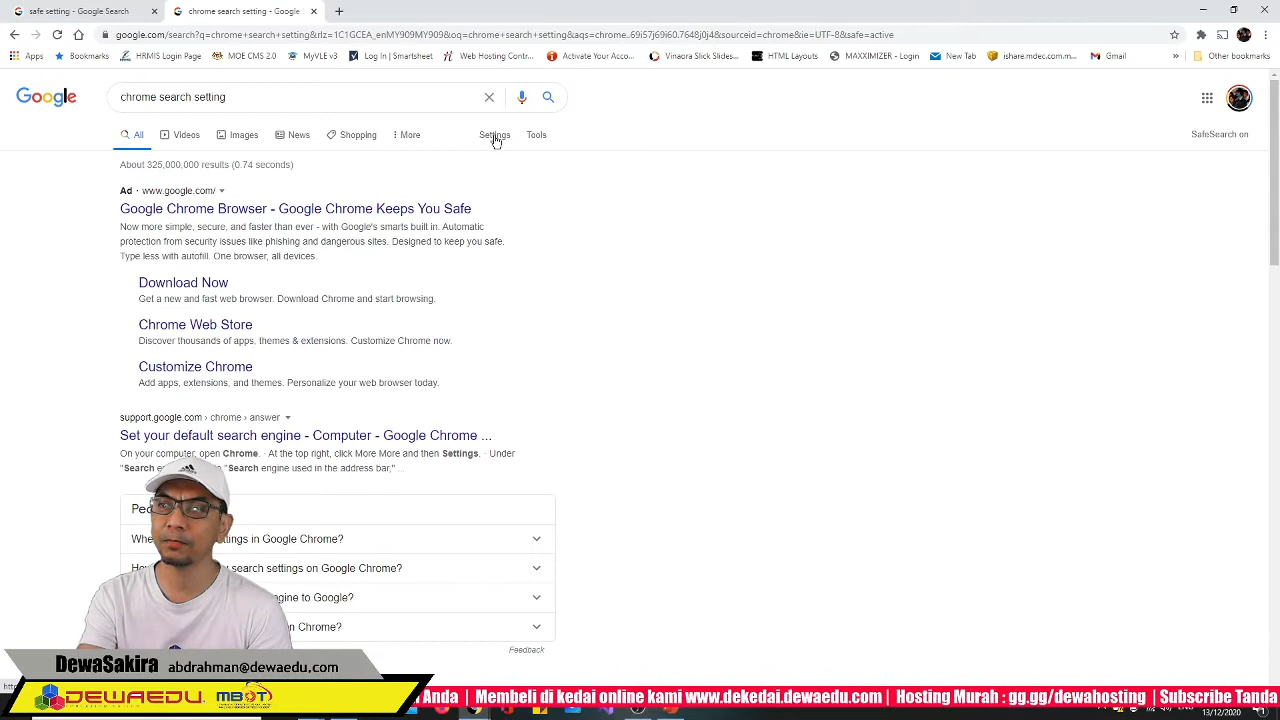 safe setting - Google Search
chrome search setting - Google
google.com/search?q=chrome+search+setting&rlz=1C1GCEA_enMY909MY909&oq=chrome+search+setting&aqs=chrome..69i57j69i60.7648j0j4&sourceid=chrome&ie=UTF-8&safe=active
Apps Bookmarks HRMIS Login Page MOE CMS 2.0 MyVLE v3 Log In | Smartsheet Web Hosting Contr... Activate Your Acco... Vinaora Slick Slides... HTML Layouts MAXXIMIZER - Login New Tab ishare.mdec.com.m... Gmail » Other bookmarks
Google chrome search setting
All Videos Images News Shopping More Settings Tools SafeSearch on
About 325,000,000 results (0.74 seconds)
Ad · www.google.com/
Google Chrome Browser - Google Chrome Keeps You Safe
Now more simple, secure, and faster than ever - with Google's smarts built in. Automatic
protection from security issues like phishing and dangerous sites. Designed to keep you safe.
Type less with autofill. One browser, all devices.
Download Now
Get a new and fast web browser. Download Chrome and start browsing.
Chrome Web Store
Discover thousands of apps, themes & extensions. Customize Chrome now.
Customize Chrome
Add apps, extensions, and themes. Personalize your web browser today.
support.google.com › chrome › answer
Set your default search engine - Computer - Google Chrome ...
On your computer, open Chrome. · At the top right, click More More and then Settings. · Under
"Search "Search engine used in the address bar," ...
in Google Chrome?
search settings on Google Chrome?
to Google?
Chrome?
Feedback
DewaSakira abdrahman@dewaedu.com
DEWAEDU MBOT
Anda | Membeli di kedai online kami www.dekedai.dewaedu.com | Hosting Murah : gg.gg/dewahosting | Subscribe Tanda
13/12/2020